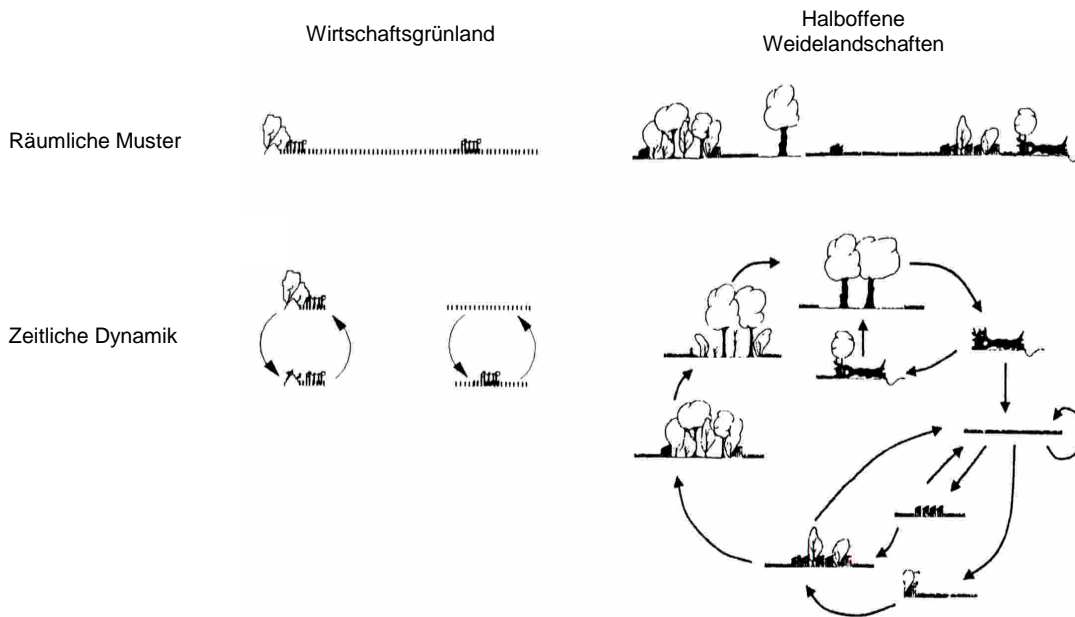 Wirtschaftsgrünland
Halboffene
Weidelandschaften
Räumliche Muster
Zeitliche Dynamik